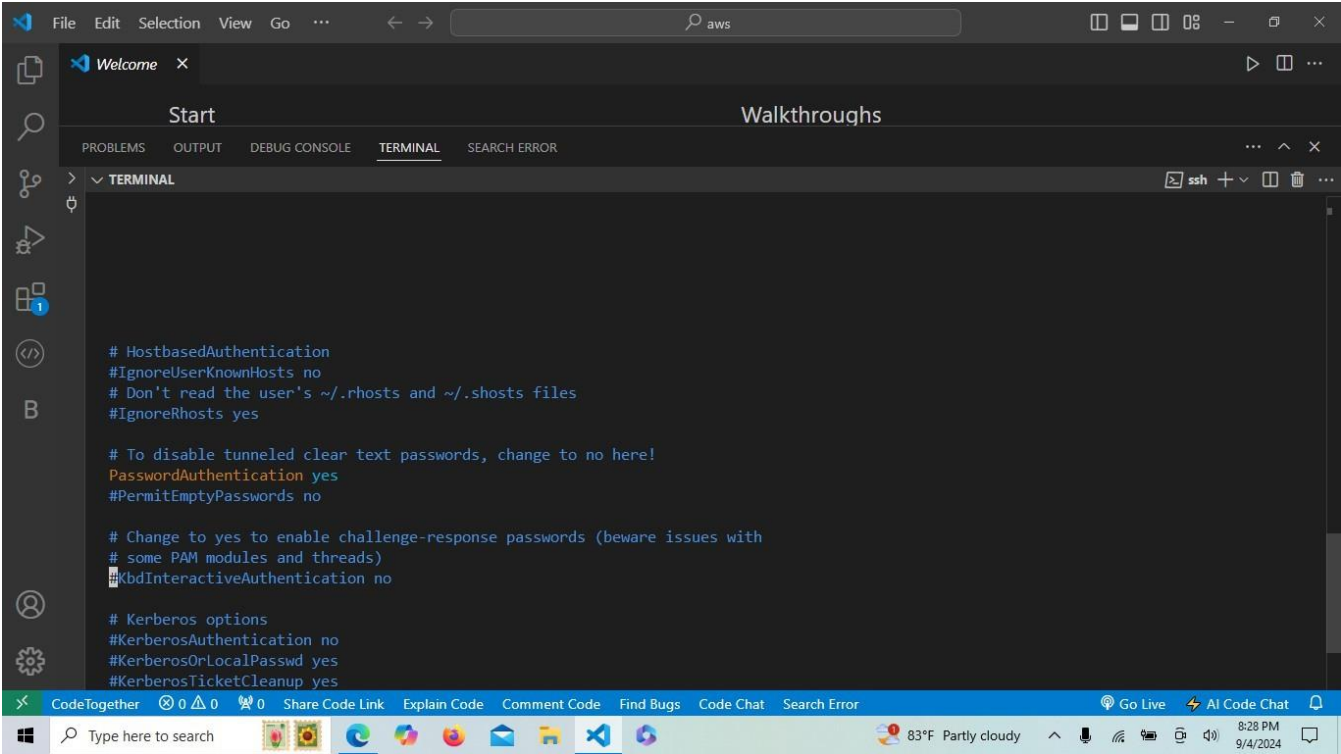 File Edit Selection View Go ··· aws
Welcome
Start Walkthroughs
PROBLEMS OUTPUT DEBUG CONSOLE TERMINAL SEARCH ERROR
TERMINAL ssh
1
# HostbasedAuthentication
#IgnoreUserKnownHosts no
# Don't read the user's ~/.rhosts and ~/.shosts files
#IgnoreRhosts yes
# To disable tunneled clear text passwords, change to no here!
PasswordAuthentication yes
#PermitEmptyPasswords no
# Change to yes to enable challenge-response passwords (beware issues with
# some PAM modules and threads)
#KbdInteractiveAuthentication no
# Kerberos options
#KerberosAuthentication no
#KerberosOrLocalPasswd yes
#KerberosTicketCleanup yes
B
CodeTogether 0 0 0 Share Code Link Explain Code Comment Code Find Bugs Code Chat Search Error Go Live AI Code Chat
Type here to search 83°F Partly cloudy 8:28 PM
9/4/2024